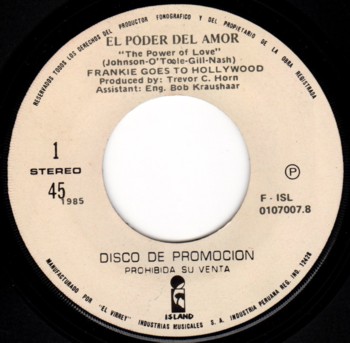 RESERVADOS TODOS LOS DERECHOS DEL PRODUCTOR FONOGRAFICO Y DEL PROPIETARIO DE LA OBRA REGISTRADA
EL PODER DEL AMOR
"The Power of Love"
(Johnson-O'Toole-Gill-Nash)
FRANKIE GOES TO HOLLYWOOD
Produced by: Trevor C. Horn
Assistant: Eng. Bob Kraushaar
1
STEREO
45
1985
P
F - ISL
0107007.8
DISCO DE PROMOCION
PROHIBIDA SU VENTA
ISLAND
MANUFACTURADO POR "EL VIRREY" INDUSTRIAS MUSICALES S. A. INDUSTRIA PERUANA REG. IND. 12428